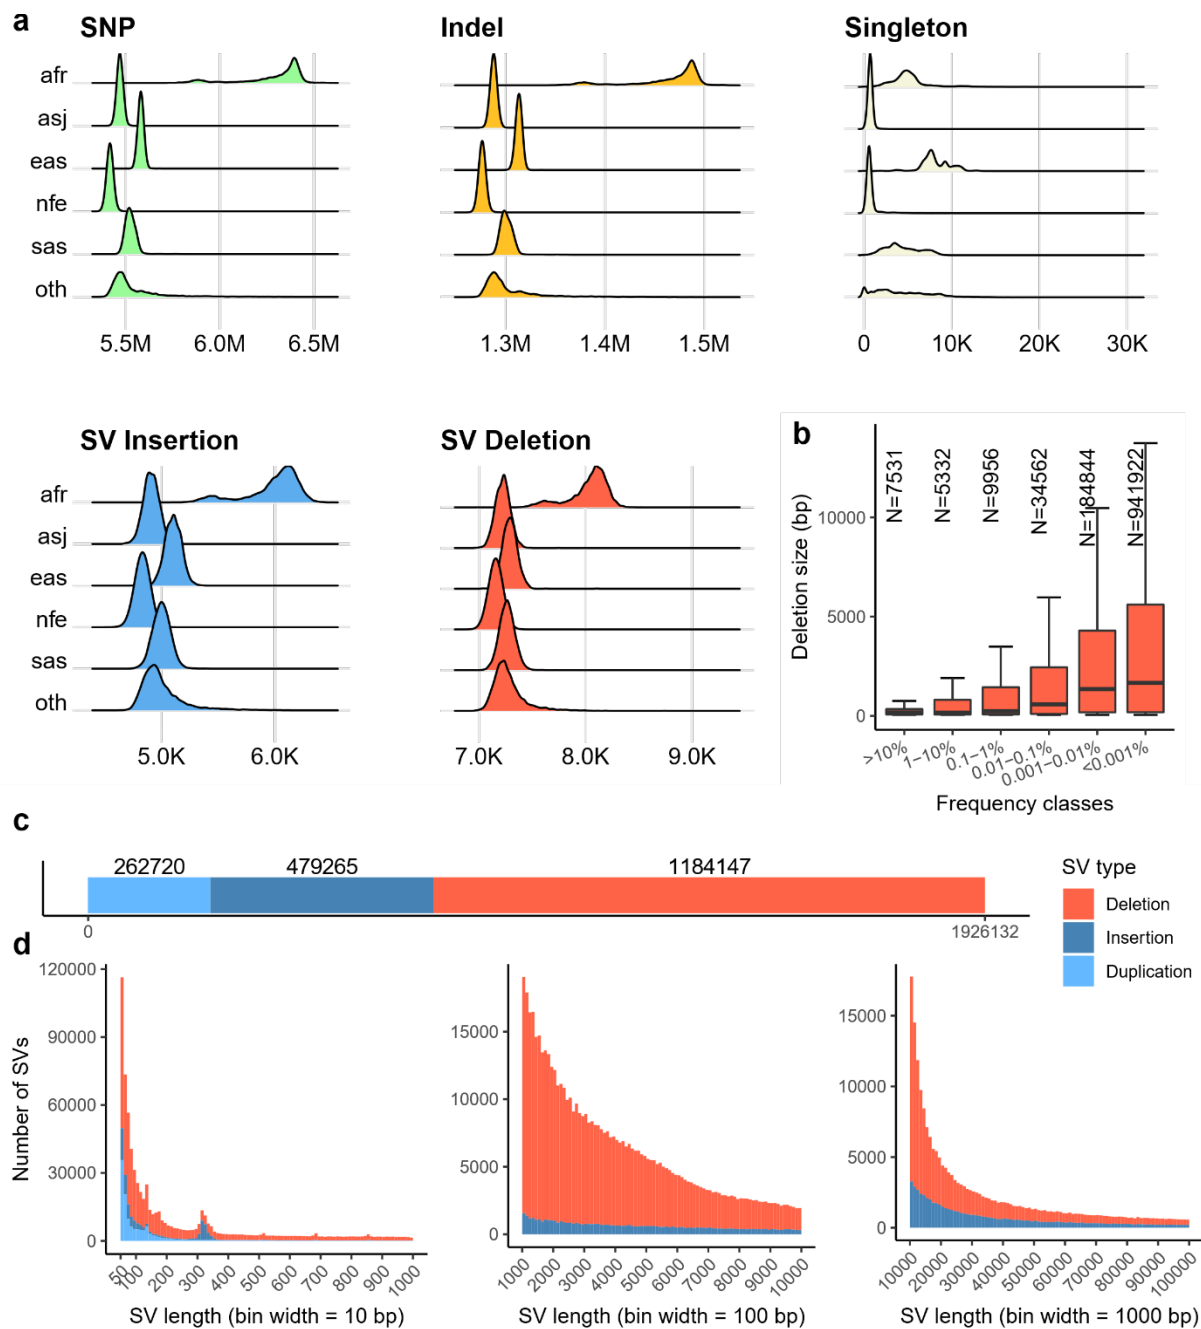 a
SNP
Indel
Singleton
afr
asj
eas
nfe
sas
oth
5.5M 6.0M 6.5M
1.3M 1.4M 1.5M
0 10K 20K 30K
SV Insertion
SV Deletion
afr
asj
eas
nfe
sas
oth
5.0K 6.0K
7.0K 8.0K 9.0K
b
Deletion size (bp)
10000
5000
0
N=7531
N=5332
N=9956
N=34562
N=184844
N=941922
>10%
1−10%
0.1−1%
0.01−0.1%
0.001−0.01%
<0.001%
Frequency classes
c
262720 479265 1184147
0 1926132
SV type
Deletion
Insertion
Duplication
d
Number of SVs
120000
90000
60000
30000
0
50 100 200 300 400 500 600 700 800 900 1000
SV length (bin width = 10 bp)
15000
10000
5000
0
1000 2000 3000 4000 5000 6000 7000 8000 9000 10000
SV length (bin width = 100 bp)
15000
10000
5000
0
10000 20000 30000 40000 50000 60000 70000 80000 90000 100000
SV length (bin width = 1000 bp)